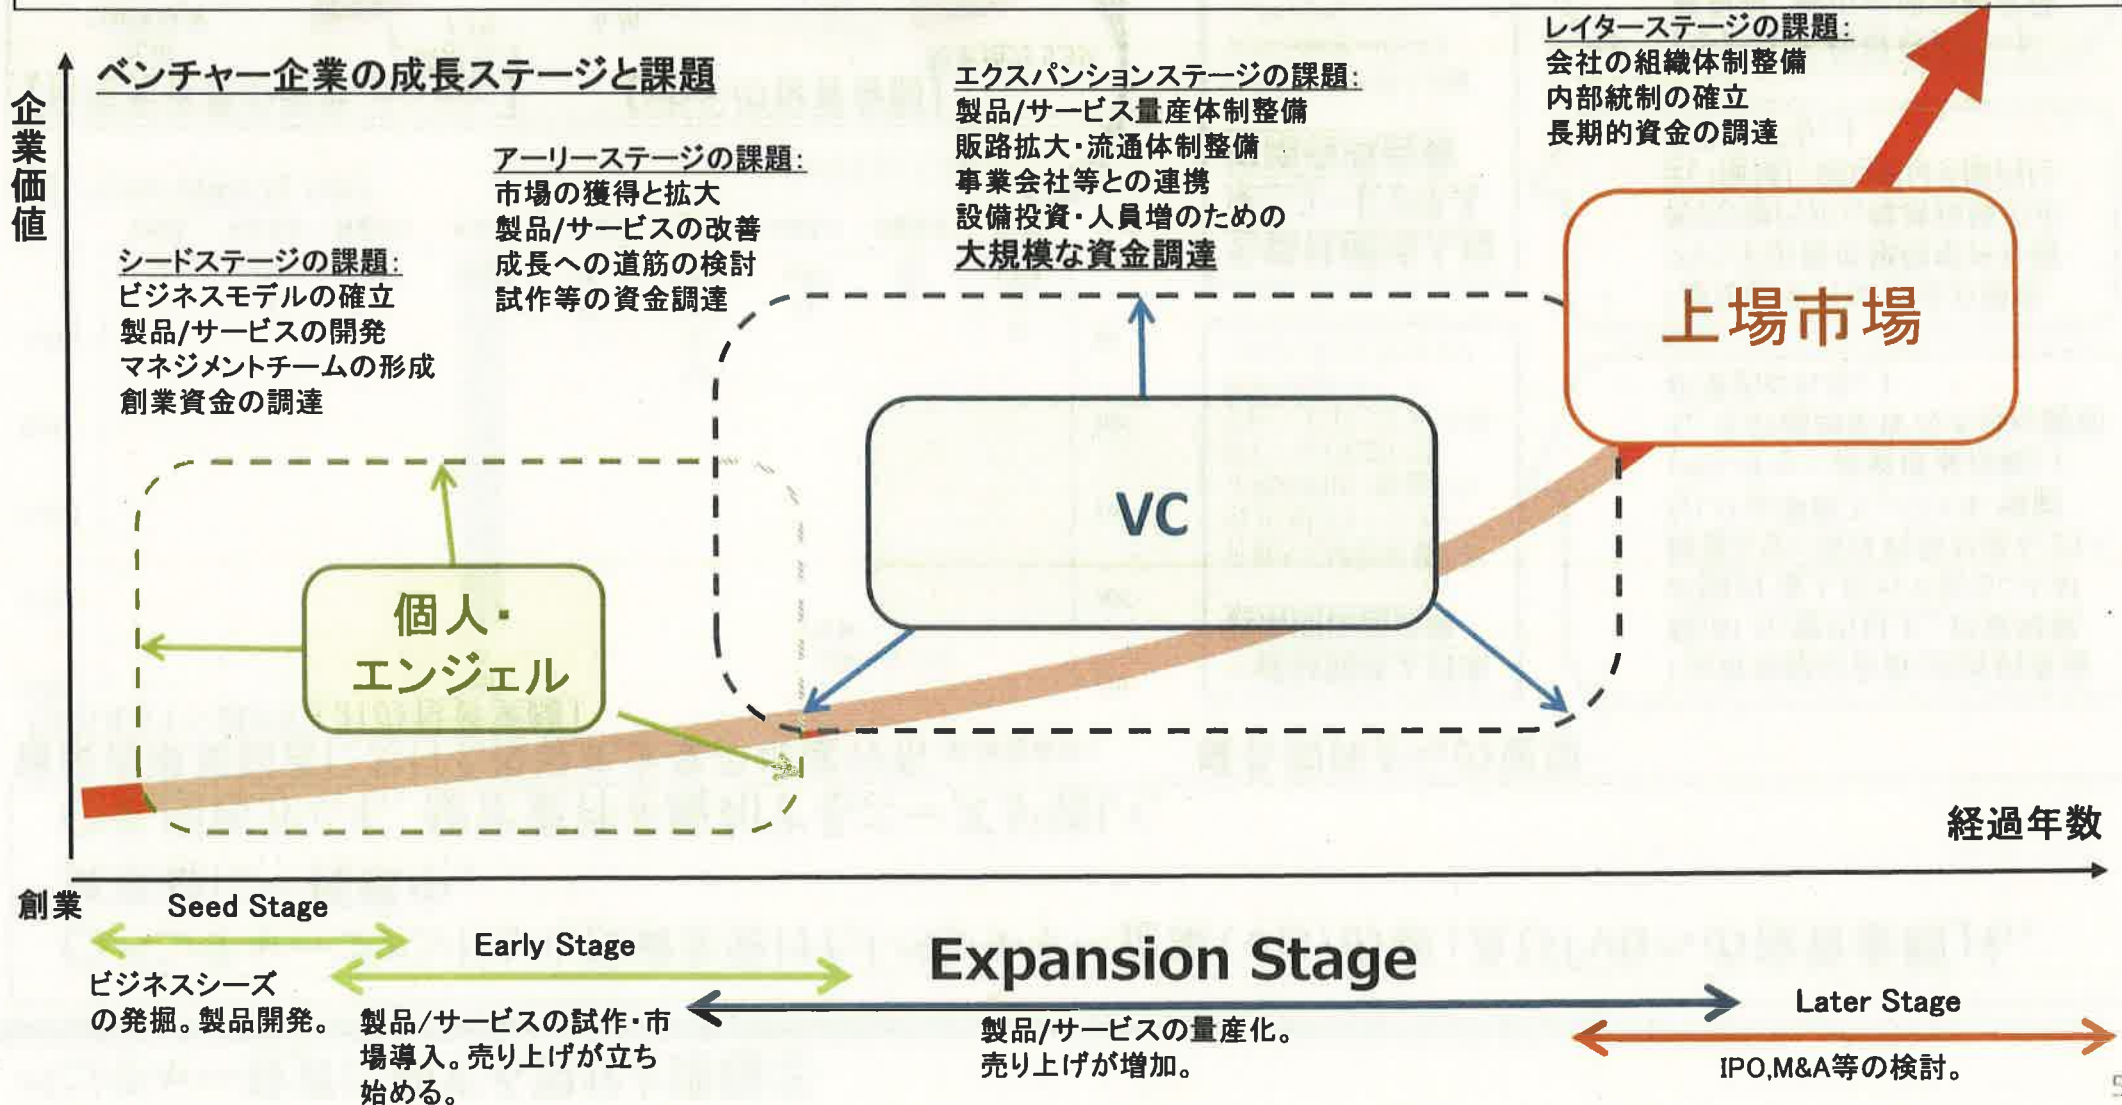 ベンチャー企業の成長ステージと課題
企業価値
シードステージの課題:
ビジネスモデルの確立
製品/サービスの開発
マネジメントチームの形成
創業資金の調達
アーリーステージの課題:
市場の獲得と拡大
製品/サービスの改善
成長への道筋の検討
試作等の資金調達
エクスパンションステージの課題:
製品/サービス量産体制整備
販路拡大・流通体制整備
事業会社等との連携
設備投資・人員増のための
大規模な資金調達
レイターステージの課題:
会社の組織体制整備
内部統制の確立
長期的資金の調達
個人・
エンジェル
VC
上場市場
経過年数
創業
Seed Stage
ビジネスシーズ
の発掘。製品開発。
Early Stage
製品/サービスの試作・市
場導入。売り上げが立ち
始める。
Expansion Stage
製品/サービスの量産化。
売り上げが増加。
Later Stage
IPO,M&A等の検討。